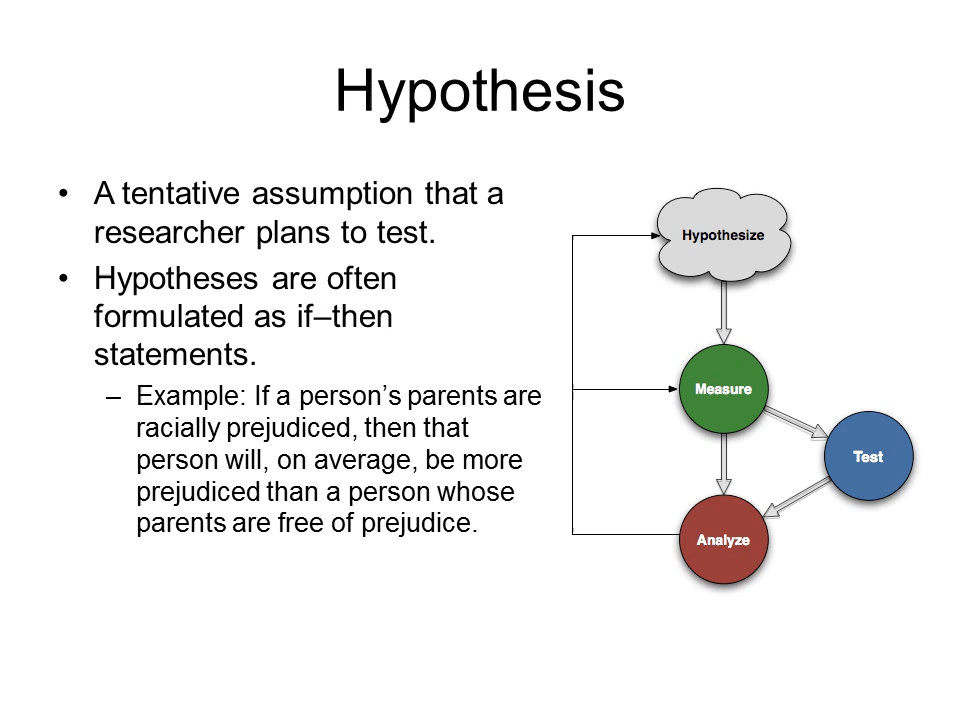 Hypothesis
• A tentative assumption that a
researcher plans to test.
• Hypotheses are often
formulated as if–then
statements.
– Example: If a person’s parents are
racially prejudiced, then that
person will, on average, be more
prejudiced than a person whose
parents are free of prejudice.
Hypothesize
Measure
Test
Analyze